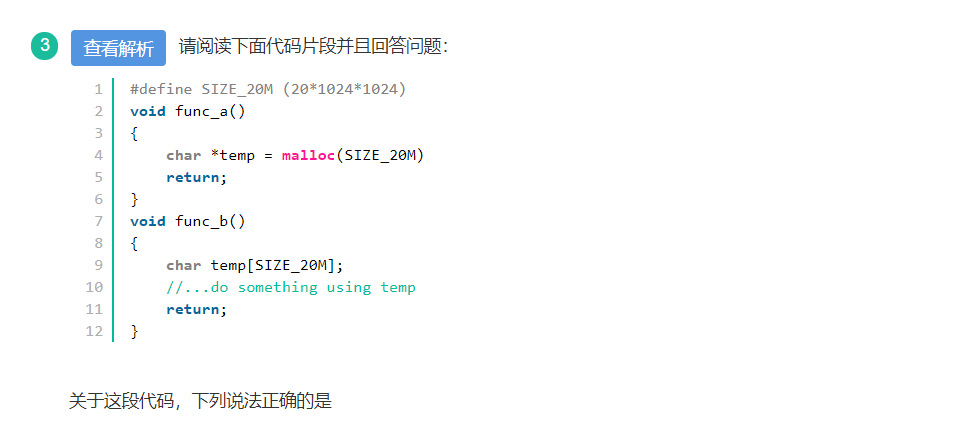 3 查看解析 请阅读下面代码片段并且回答问题：
1 #define SIZE_20M (20*1024*1024)
2 void func_a()
3 {
4     char *temp = malloc(SIZE_20M)
5     return;
6 }
7 void func_b()
8 {
9     char temp[SIZE_20M];
10     //...do something using temp
11     return;
12 }
关于这段代码，下列说法正确的是